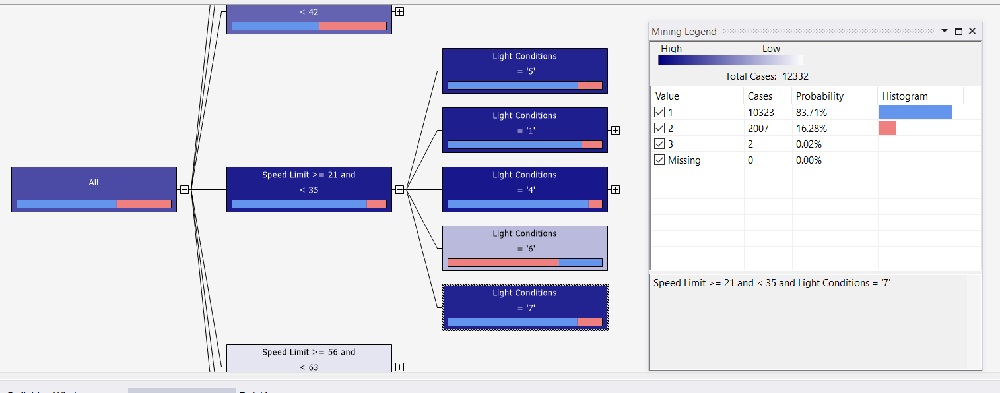 < 42
Light Conditions
= '5'
Light Conditions
= '1'
All
Speed Limit >= 21 and
< 35
Light Conditions
= '4'
Light Conditions
= '6'
Light Conditions
= '7'
Speed Limit >= 56 and
< 63
Mining Legend
High Low
Total Cases: 12332
Value Cases Probability Histogram
1 10323 83.71%
2 2007 16.28%
3 2 0.02%
Missing 0 0.00%
Speed Limit >= 21 and < 35 and Light Conditions = '7'